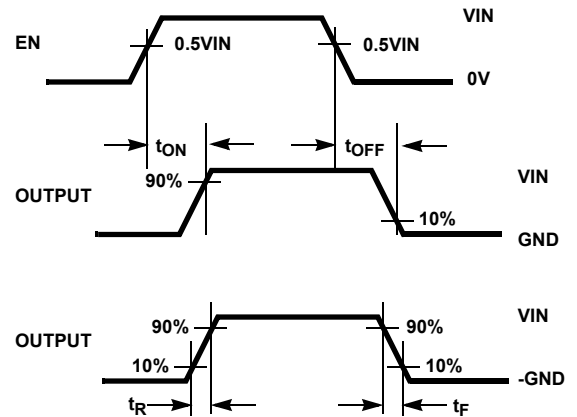 VIN
EN
0.5VIN
0.5VIN
0V
tON
tOFF
90%
VIN
OUTPUT
10%
GND
VIN
90%
90%
OUTPUT
10%
10%
-GND
tR
tF